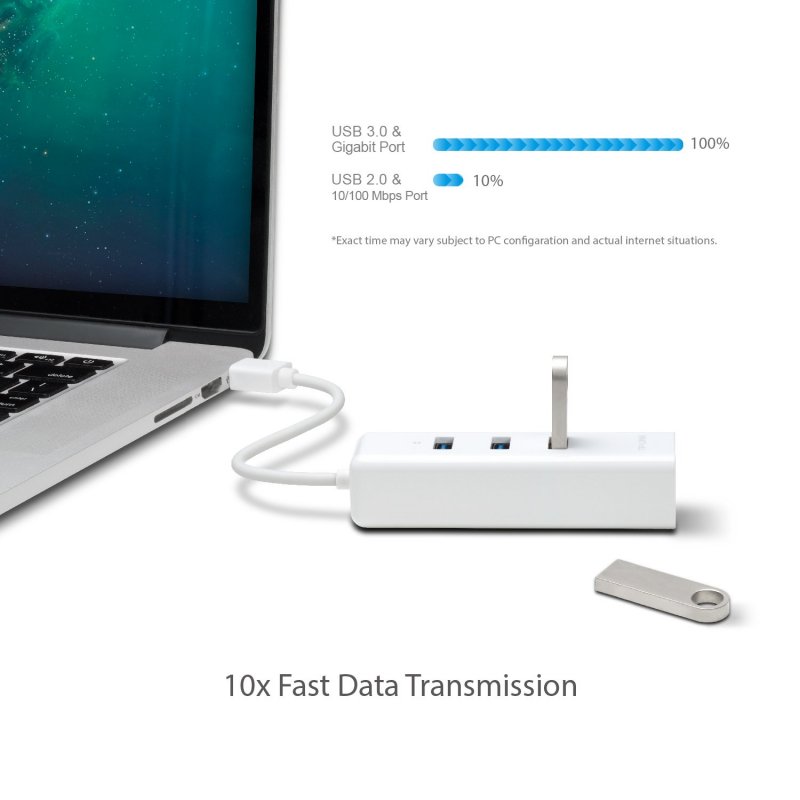 USB 3.0 &
Gigabit Port
100%
USB 2.0 &
10/100 Mbps Port
10%
*Exact time may vary subject to PC configaration and actual internet situations.
delete
10x Fast Data Transmission